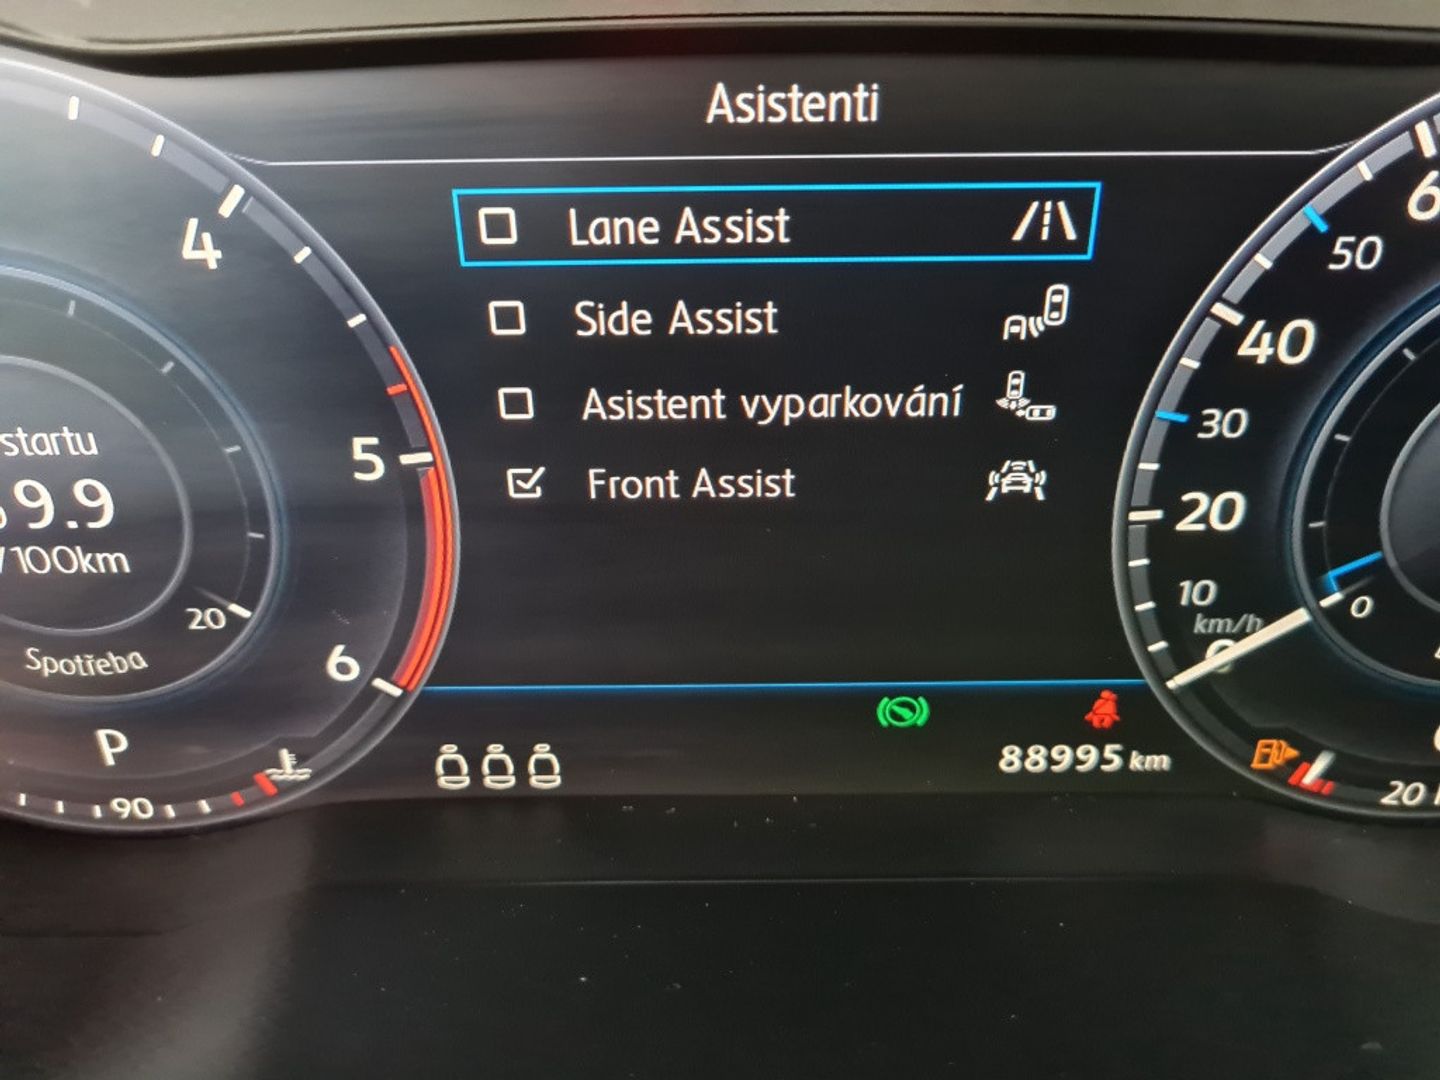 Asistenti
Lane Assist
Side Assist
Asistent vyparkování
Front Assist
4
5
6
startu
9.9
/100km
20
Spotřeba
P
90
60
50
40
30
20
10
km/h
0
0
88995 km
20